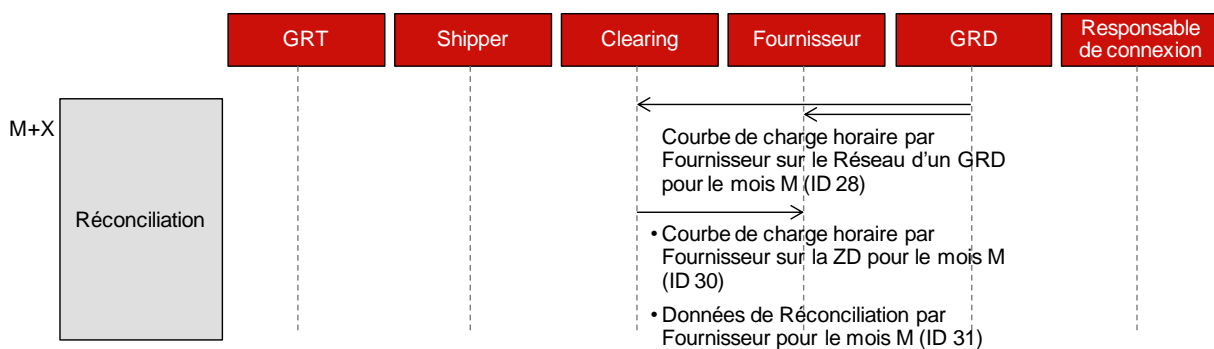 GRT
Shipper
Clearing
Fournisseur
GRD
Responsable
de connexion
M+X
Réconciliation
Courbe de charge horaire par
Fournisseur sur le Réseau d'un GRD
pour le mois M (ID 28)
• Courbe de charge horaire par
Fournisseur sur la ZD pour le mois M
(ID 30)
• Données de Réconciliation par
Fournisseur pour le mois M (ID 31)